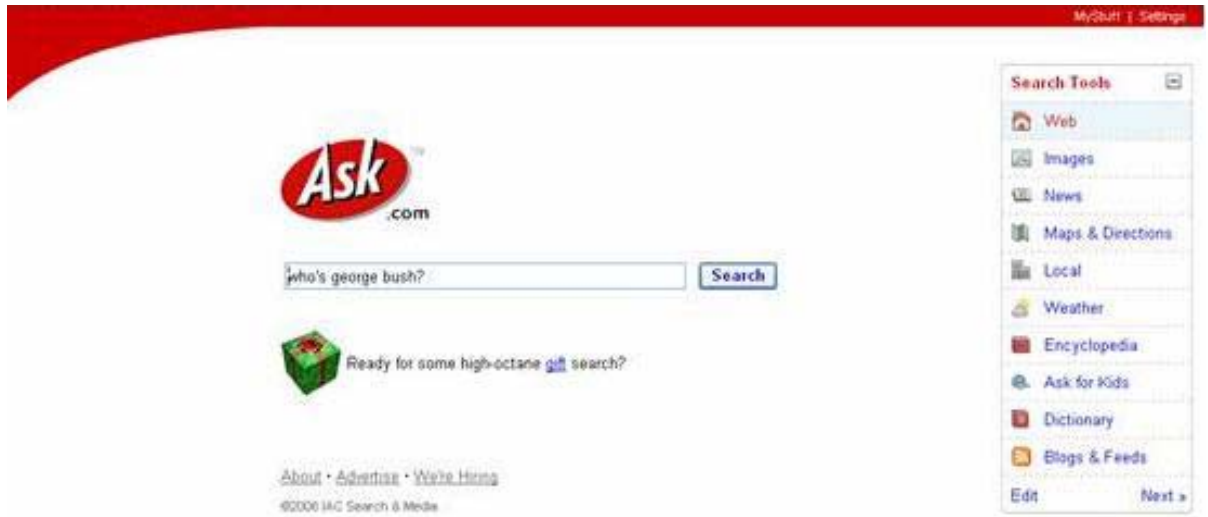 MyStuff | Settings
Search Tools
Web
Images
News
Maps & Directions
Local
Weather
Encyclopedia
Ask for Kids
Dictionary
Blogs & Feeds
Edit Next »
Ask TM
.com
who's george bush?
Search
Ready for some high-octane gift search?
About • Advertise • We're Hiring
©2006 IAC Search & Media